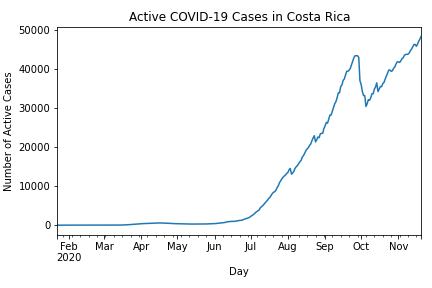 Active COVID-19 Cases in Costa Rica
Number of Active Cases
50000
40000
30000
20000
10000
0
Feb Mar Apr May Jun Jul Aug Sep Oct Nov
2020
Day